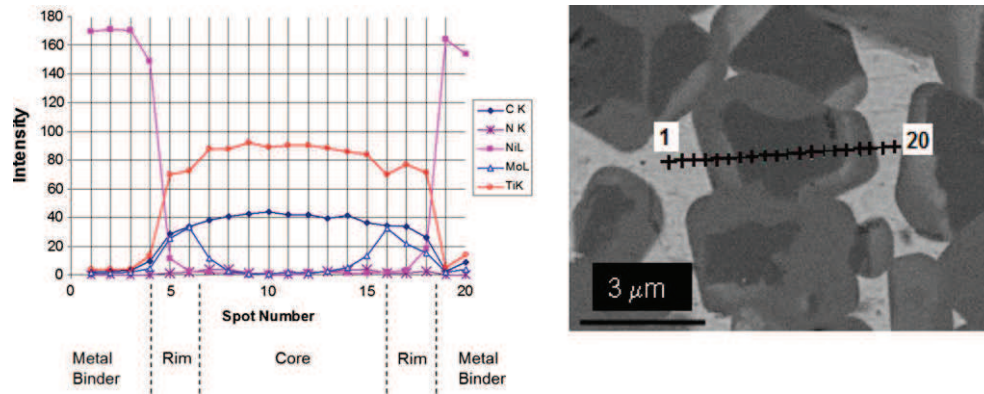 180
160
140
120
100
80
60
40
20
0
Intensity
0 5 10 15 20
Spot Number
C K
N K
NiL
MoL
TiK
Metal Binder
Rim
Core
Rim
Metal Binder
1
20
3 μm